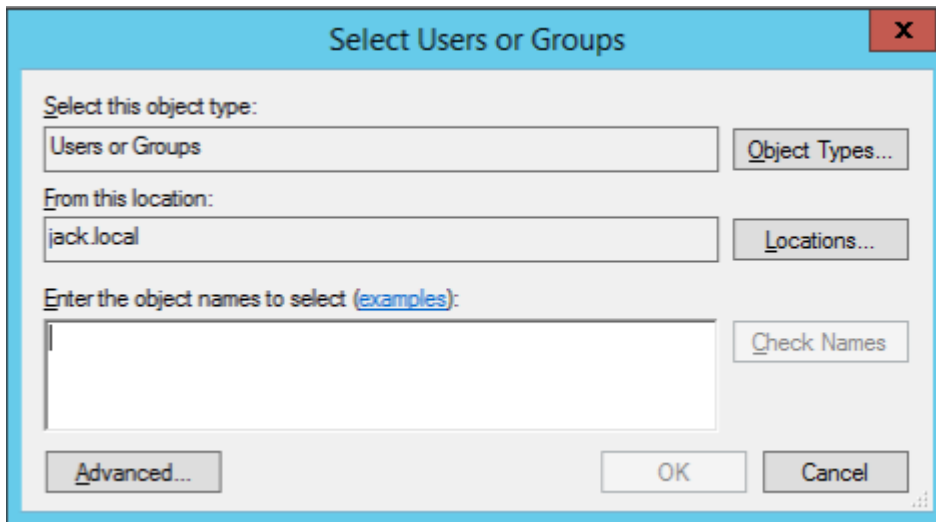 Select Users or Groups
x
Select this object type:
Users or Groups
Object Types...
From this location:
jack.local
Locations...
Enter the object names to select (examples):
Check Names
Advanced...
OK
Cancel